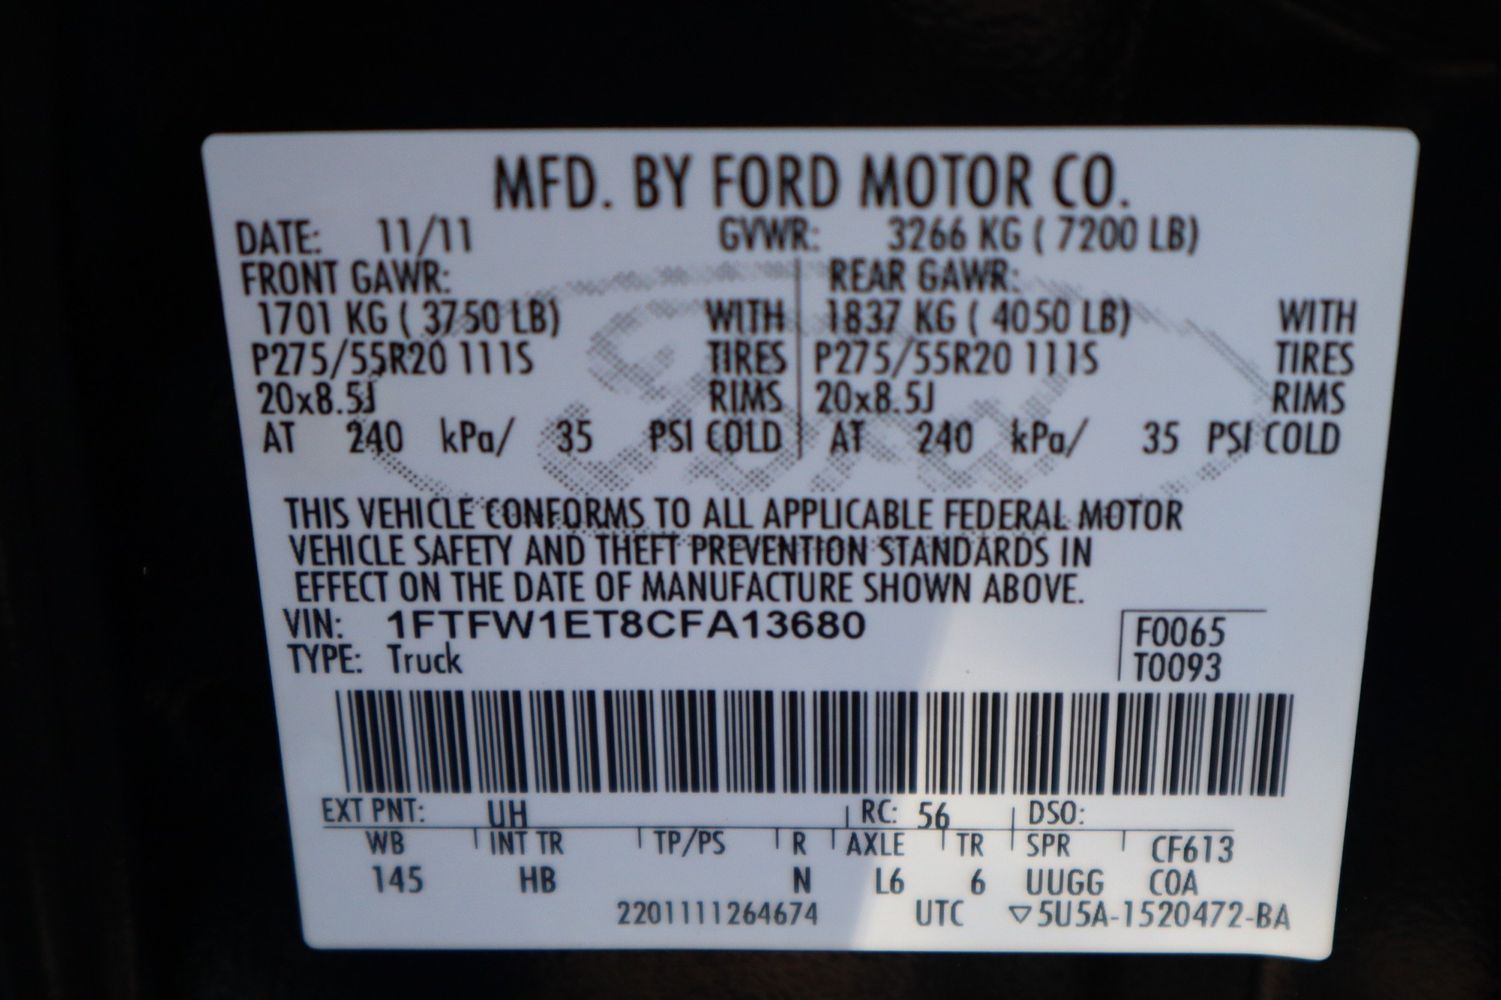 MFD. BY FORD MOTOR CO.
DATE: 11/11 GVWR: 3266 KG ( 7200 LB)
FRONT GAWR: REAR GAWR:
1701 KG ( 3750 LB) WITH 1837 KG ( 4050 LB) WITH
P275/55R20 111S TIRES P275/55R20 111S TIRES
20x8.5J RIMS 20x8.5J RIMS
AT 240 kPa/ 35 PSI COLD AT 240 kPa/ 35 PSI COLD
THIS VEHICLE CONFORMS TO ALL APPLICABLE FEDERAL MOTOR
VEHICLE SAFETY AND THEFT PREVENTION STANDARDS IN
EFFECT ON THE DATE OF MANUFACTURE SHOWN ABOVE.
VIN: 1FTFW1ET8CFA13680 F0065
TYPE: Truck T0093
EXT PNT: UH RC: 56 DSO:
WB INT TR TP/PS R AXLE TR SPR CF613
145 HB N L6 6 UUGG COA
2201111264674 UTC ▽5U5A-1520472-BA